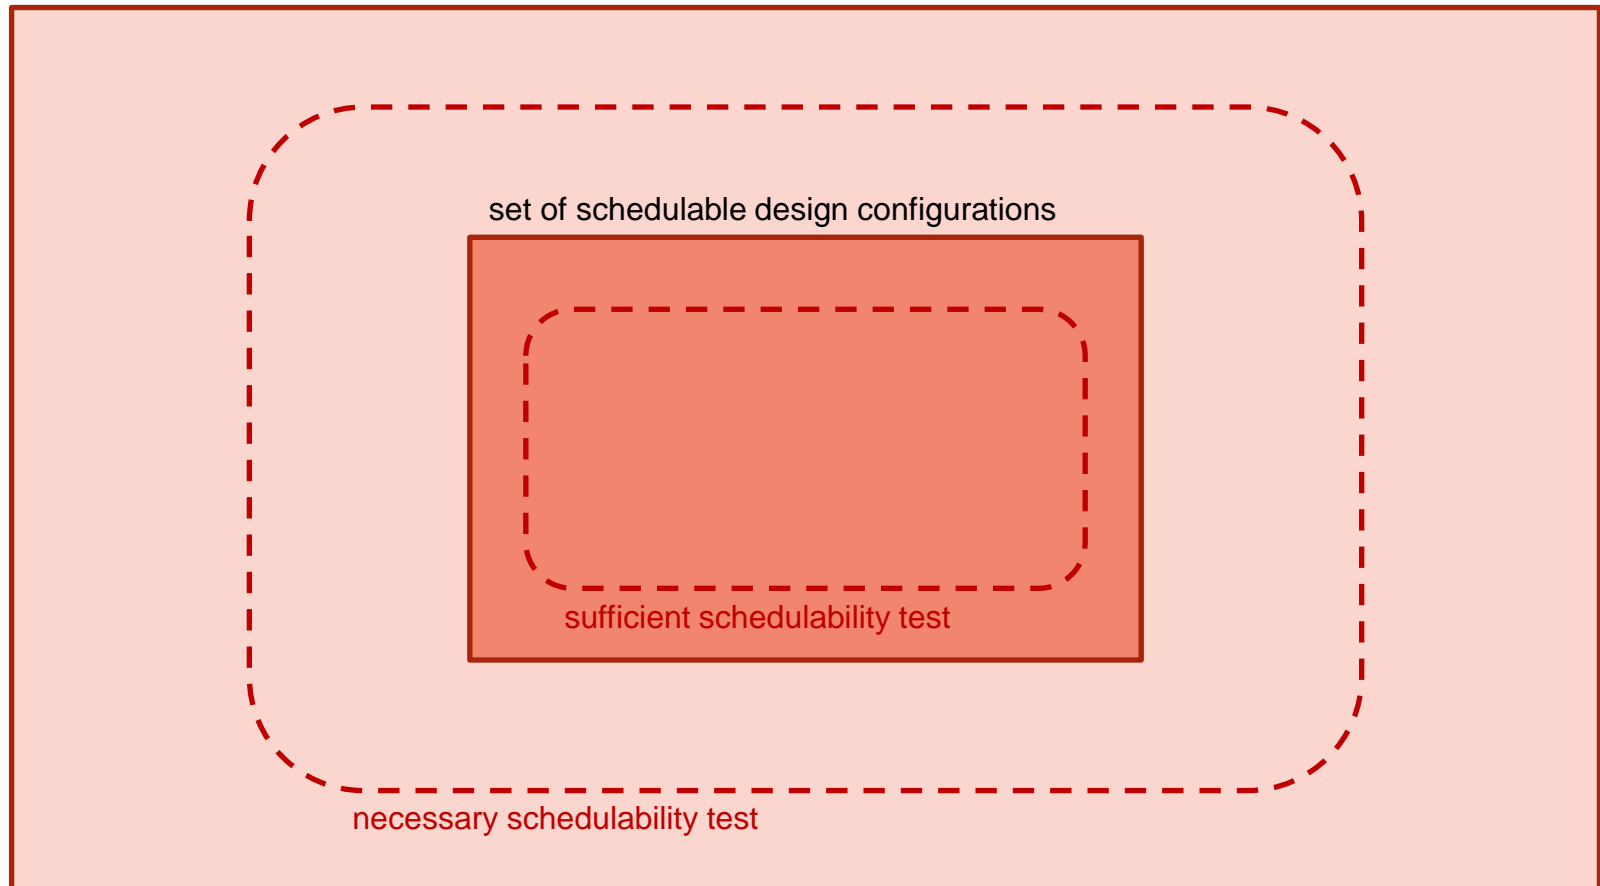 set of schedulable design configurations
sufficient schedulability test
necessary schedulability test